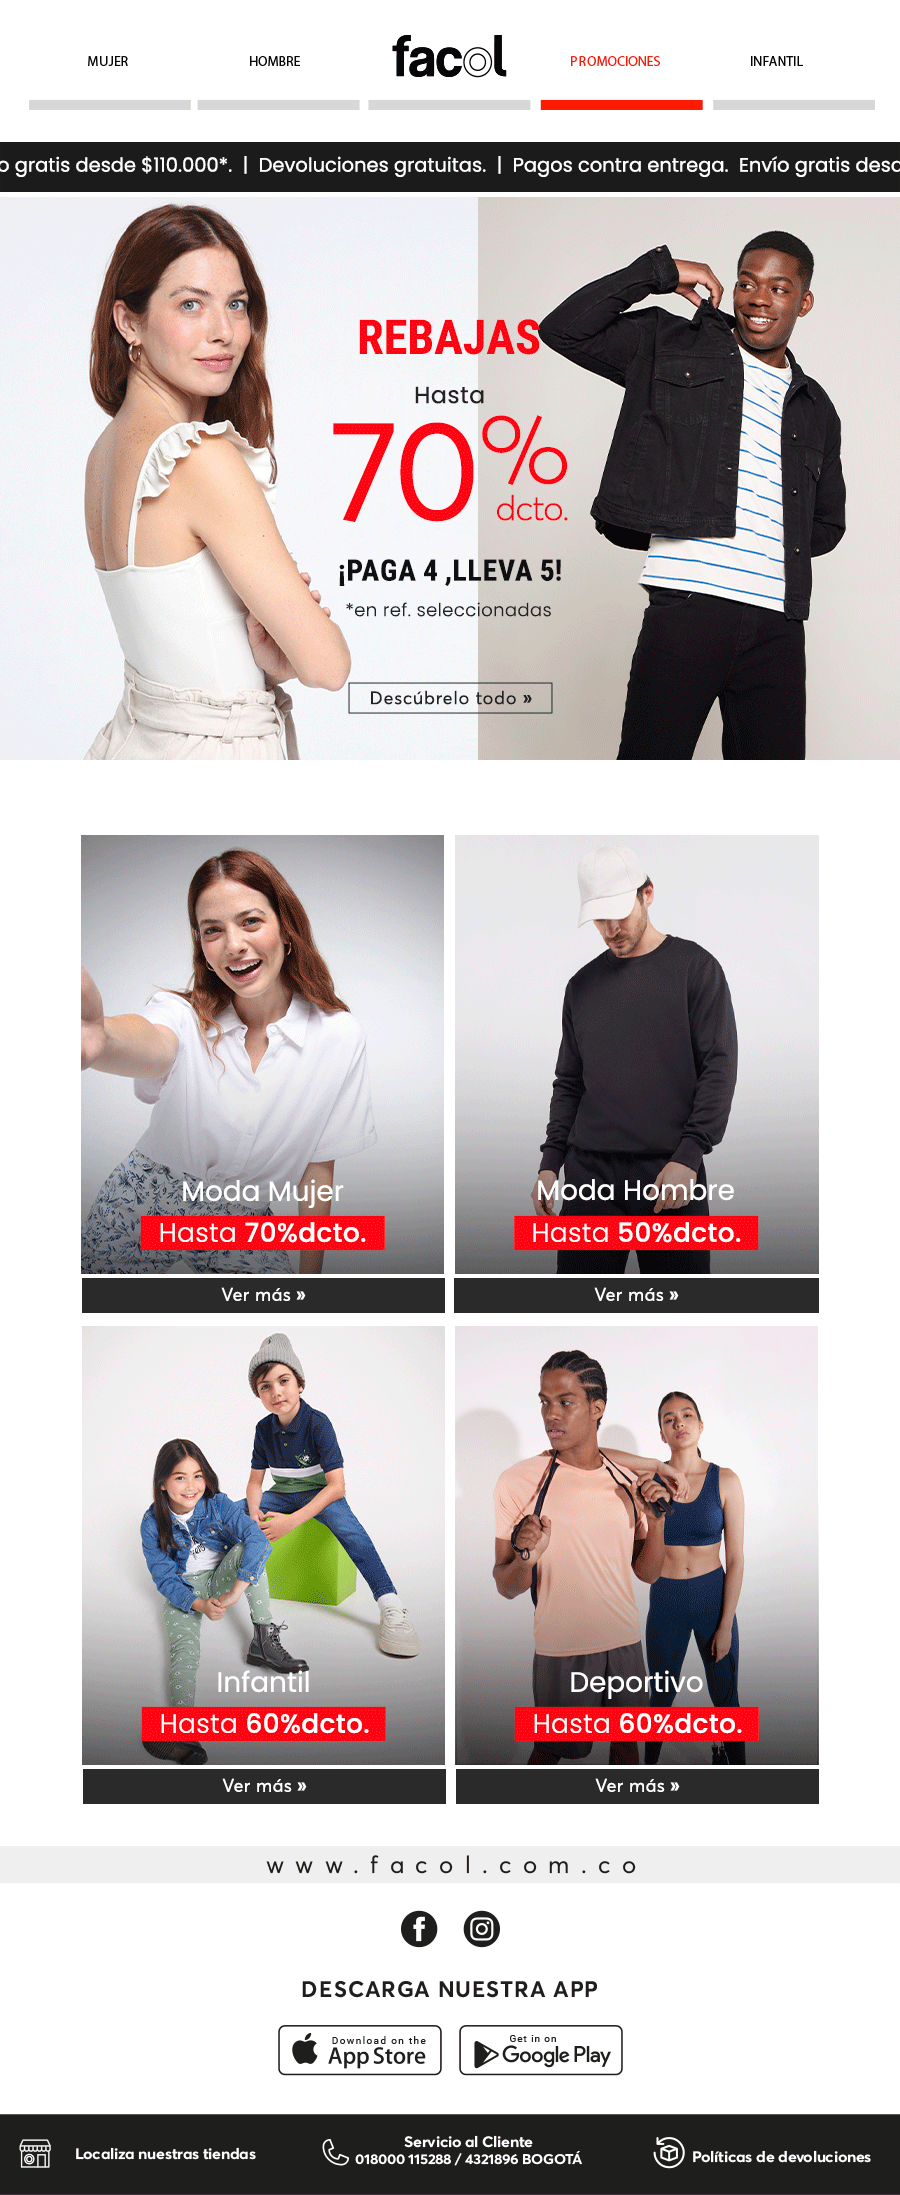 MUJER
HOMBRE
facol
PROMOCIONES
INFANTIL
o gratis desde $110.000*. | Devoluciones gratuitas. | Pagos contra entrega. Envío gratis desd
REBAJAS
Hasta
70%
dcto.
¡PAGA 4 ,LLEVA 5!
*en ref. seleccionadas
Descúbrelo todo »
Moda Mujer
Hasta 70%dcto.
Ver más »
Moda Hombre
Hasta 50%dcto.
Ver más »
Infantil
Hasta 60%dcto.
Ver más »
Deportivo
Hasta 60%dcto.
Ver más »
www.facol.com.co
DESCARGA NUESTRA APP
Download on the
App Store
Get in on
Google Play
Localiza nuestras tiendas
Servicio al Cliente
018000 115288 / 4321896 BOGOTÁ
Políticas de devoluciones